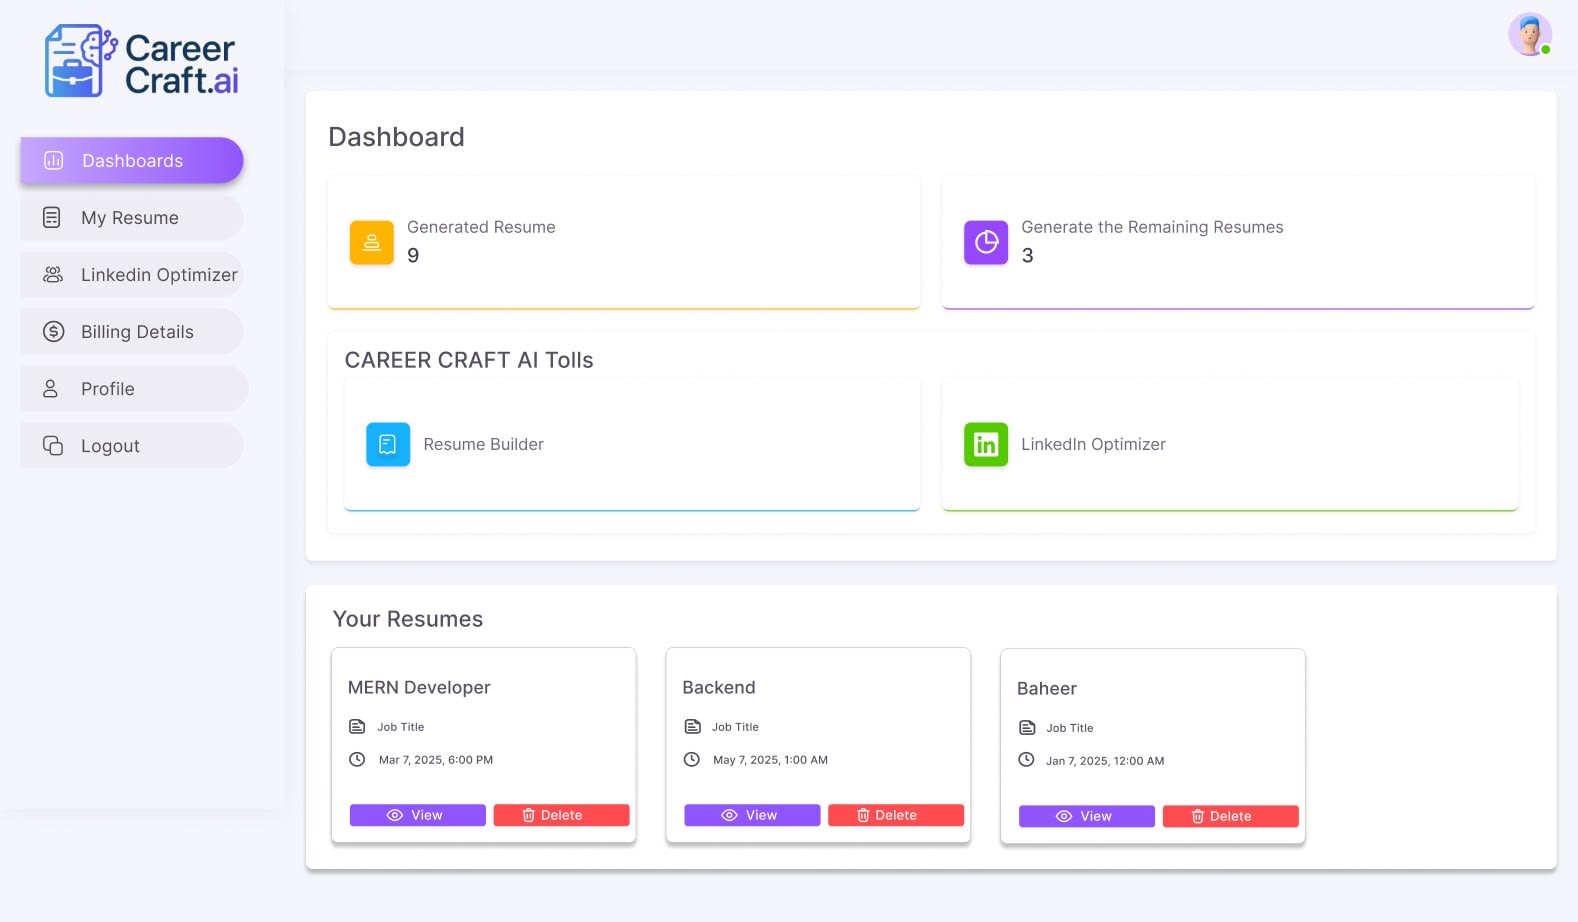 Career
Craft.ai
Dashboards
My Resume
Linkedin Optimizer
Billing Details
Profile
Logout
Dashboard
Generated Resume
9
Generate the Remaining Resumes
3
CAREER CRAFT AI Tolls
Resume Builder
LinkedIn Optimizer
Your Resumes
MERN Developer
Job Title
Mar 7, 2025, 6:00 PM
View
Delete
Backend
Job Title
May 7, 2025, 1:00 AM
View
Delete
Baheer
Job Title
Jan 7, 2025, 12:00 AM
View
Delete